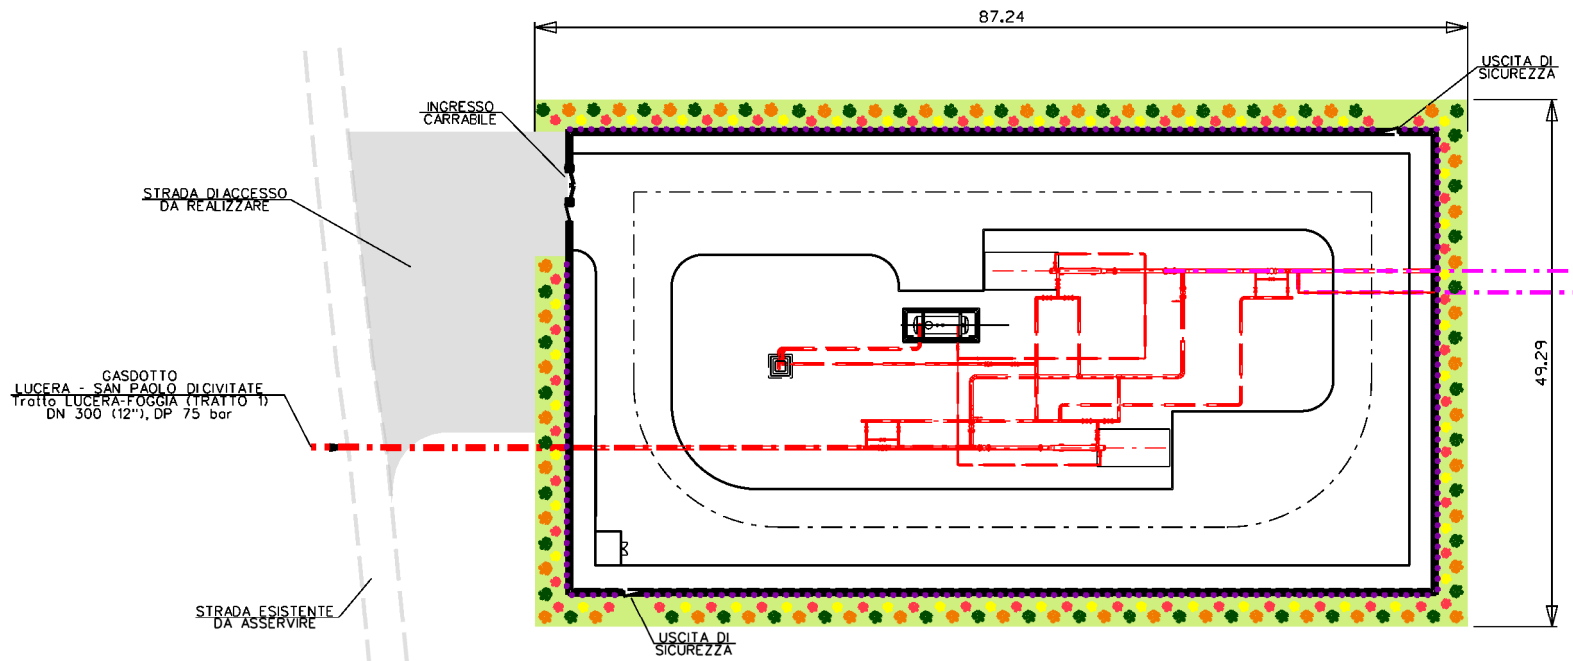 87.24
USCITA DI
SICUREZZA
INGRESSO
CARRABILE
STRADA DI ACCESSO
DA REALIZZARE
49.29
GASDOTTO
LUCERA - SAN PAOLO DI CIVITATE
Tratto LUCERA-FOGGIA (TRATTO 1)
DN 300 (12"), DP 75 bar
STRADA ESISTENTE
DA ASSERVIRE
USCITA DI
SICUREZZA